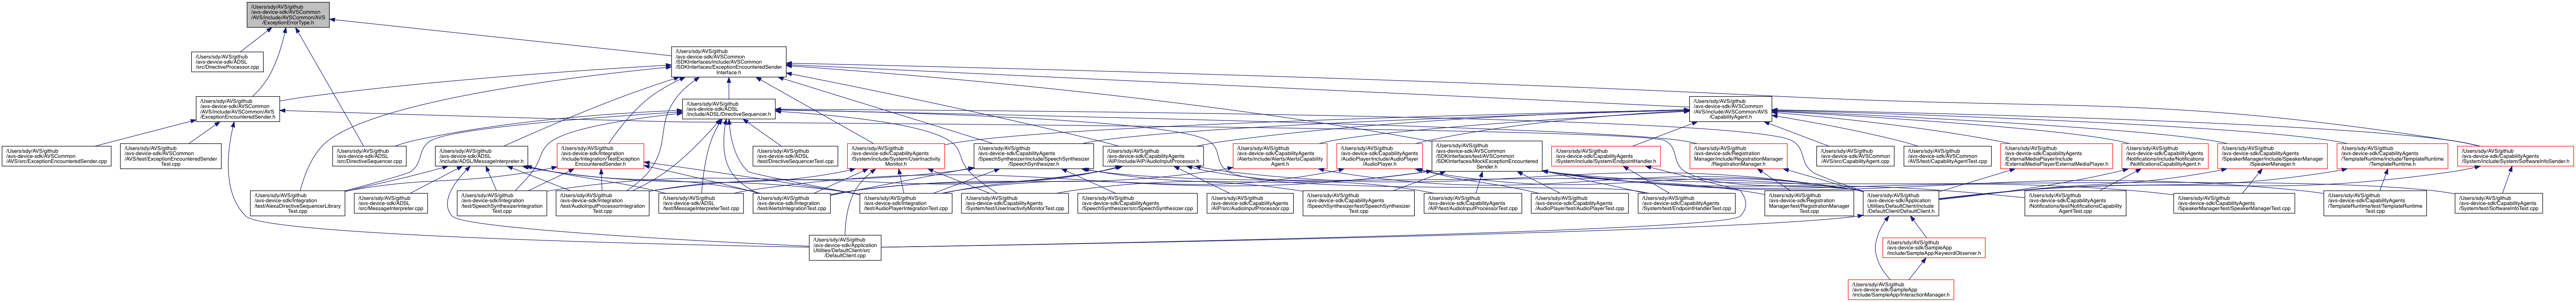 /Users/sdy/AVS/github
/avs-device-sdk/AVSCommon
/AVS/include/AVSCommon/AVS
/ExceptionErrorType.h
/Users/sdy/AVS/github
/avs-device-sdk/ADSL
/src/DirectiveProcessor.cpp
/Users/sdy/AVS/github
/avs-device-sdk/AVSCommon
/SDKInterfaces/include/AVSCommon
/SDKInterfaces/ExceptionEncounteredSender
Interface.h
/Users/sdy/AVS/github
/avs-device-sdk/AVSCommon
/AVS/include/AVSCommon/AVS
/ExceptionEncounteredSender.h
/Users/sdy/AVS/github
/avs-device-sdk/ADSL
/include/ADSL/DirectiveSequencer.h
/Users/sdy/AVS/github
/avs-device-sdk/AVSCommon
/AVS/include/AVSCommon/AVS
/CapabilityAgent.h
/Users/sdy/AVS/github
/avs-device-sdk/AVSCommon
/AVS/src/ExceptionEncounteredSender.cpp
/Users/sdy/AVS/github
/avs-device-sdk/AVSCommon
/AVS/test/ExceptionEncounteredSender
Test.cpp
/Users/sdy/AVS/github
/avs-device-sdk/ADSL
/src/DirectiveSequencer.cpp
/Users/sdy/AVS/github
/avs-device-sdk/ADSL
/include/ADSL/MessageInterpreter.h
/Users/sdy/AVS/github
/avs-device-sdk/Integration
/include/Integration/TestException
EncounteredSender.h
/Users/sdy/AVS/github
/avs-device-sdk/ADSL
/test/DirectiveSequencerTest.cpp
/Users/sdy/AVS/github
/avs-device-sdk/CapabilityAgents
/System/include/System/UserInactivity
Monitor.h
/Users/sdy/AVS/github
/avs-device-sdk/CapabilityAgents
/SpeechSynthesizer/include/SpeechSynthesizer
/SpeechSynthesizer.h
/Users/sdy/AVS/github
/avs-device-sdk/CapabilityAgents
/AIP/include/AIP/AudioInputProcessor.h
/Users/sdy/AVS/github
/avs-device-sdk/CapabilityAgents
/Alerts/include/Alerts/AlertsCapability
Agent.h
/Users/sdy/AVS/github
/avs-device-sdk/CapabilityAgents
/AudioPlayer/include/AudioPlayer
/AudioPlayer.h
/Users/sdy/AVS/github
/avs-device-sdk/AVSCommon
/SDKInterfaces/test/AVSCommon
/SDKInterfaces/MockExceptionEncountered
Sender.h
/Users/sdy/AVS/github
/avs-device-sdk/CapabilityAgents
/System/include/System/EndpointHandler.h
/Users/sdy/AVS/github
/avs-device-sdk/Registration
Manager/include/RegistrationManager
/RegistrationManager.h
/Users/sdy/AVS/github
/avs-device-sdk/AVSCommon
/AVS/src/CapabilityAgent.cpp
/Users/sdy/AVS/github
/avs-device-sdk/AVSCommon
/AVS/test/CapabilityAgentTest.cpp
/Users/sdy/AVS/github
/avs-device-sdk/CapabilityAgents
/ExternalMediaPlayer/include
/ExternalMediaPlayer/ExternalMediaPlayer.h
/Users/sdy/AVS/github
/avs-device-sdk/CapabilityAgents
/Notifications/include/Notifications
/NotificationsCapabilityAgent.h
/Users/sdy/AVS/github
/avs-device-sdk/CapabilityAgents
/SpeakerManager/include/SpeakerManager
/SpeakerManager.h
/Users/sdy/AVS/github
/avs-device-sdk/CapabilityAgents
/TemplateRuntime/include/TemplateRuntime
/TemplateRuntime.h
/Users/sdy/AVS/github
/avs-device-sdk/CapabilityAgents
/System/include/System/SoftwareInfoSender.h
/Users/sdy/AVS/github
/avs-device-sdk/Integration
/test/AlexaDirectiveSequencerLibrary
Test.cpp
/Users/sdy/AVS/github
/avs-device-sdk/ADSL
/src/MessageInterpreter.cpp
/Users/sdy/AVS/github
/avs-device-sdk/Integration
/test/SpeechSynthesizerIntegration
Test.cpp
/Users/sdy/AVS/github
/avs-device-sdk/Integration
/test/AudioInputProcessorIntegration
Test.cpp
/Users/sdy/AVS/github
/avs-device-sdk/ADSL
/test/MessageInterpreterTest.cpp
/Users/sdy/AVS/github
/avs-device-sdk/Integration
/test/AlertsIntegrationTest.cpp
/Users/sdy/AVS/github
/avs-device-sdk/Integration
/test/AudioPlayerIntegrationTest.cpp
/Users/sdy/AVS/github
/avs-device-sdk/CapabilityAgents
/System/test/UserInactivityMonitorTest.cpp
/Users/sdy/AVS/github
/avs-device-sdk/CapabilityAgents
/SpeechSynthesizer/src/SpeechSynthesizer.cpp
/Users/sdy/AVS/github
/avs-device-sdk/CapabilityAgents
/AIP/src/AudioInputProcessor.cpp
/Users/sdy/AVS/github
/avs-device-sdk/CapabilityAgents
/SpeechSynthesizer/test/SpeechSynthesizer
Test.cpp
/Users/sdy/AVS/github
/avs-device-sdk/CapabilityAgents
/AIP/test/AudioInputProcessorTest.cpp
/Users/sdy/AVS/github
/avs-device-sdk/CapabilityAgents
/AudioPlayer/test/AudioPlayerTest.cpp
/Users/sdy/AVS/github
/avs-device-sdk/CapabilityAgents
/System/test/EndpointHandlerTest.cpp
/Users/sdy/AVS/github
/avs-device-sdk/Registration
Manager/test/RegistrationManager
Test.cpp
/Users/sdy/AVS/github
/avs-device-sdk/Application
Utilities/DefaultClient/include
/DefaultClient/DefaultClient.h
/Users/sdy/AVS/github
/avs-device-sdk/CapabilityAgents
/Notifications/test/NotificationsCapability
AgentTest.cpp
/Users/sdy/AVS/github
/avs-device-sdk/CapabilityAgents
/SpeakerManager/test/SpeakerManagerTest.cpp
/Users/sdy/AVS/github
/avs-device-sdk/CapabilityAgents
/TemplateRuntime/test/TemplateRuntime
Test.cpp
/Users/sdy/AVS/github
/avs-device-sdk/CapabilityAgents
/System/test/SoftwareInfoTest.cpp
/Users/sdy/AVS/github
/avs-device-sdk/Application
Utilities/DefaultClient/src
/DefaultClient.cpp
/Users/sdy/AVS/github
/avs-device-sdk/SampleApp
/include/SampleApp/KeywordObserver.h
/Users/sdy/AVS/github
/avs-device-sdk/SampleApp
/include/SampleApp/InteractionManager.h